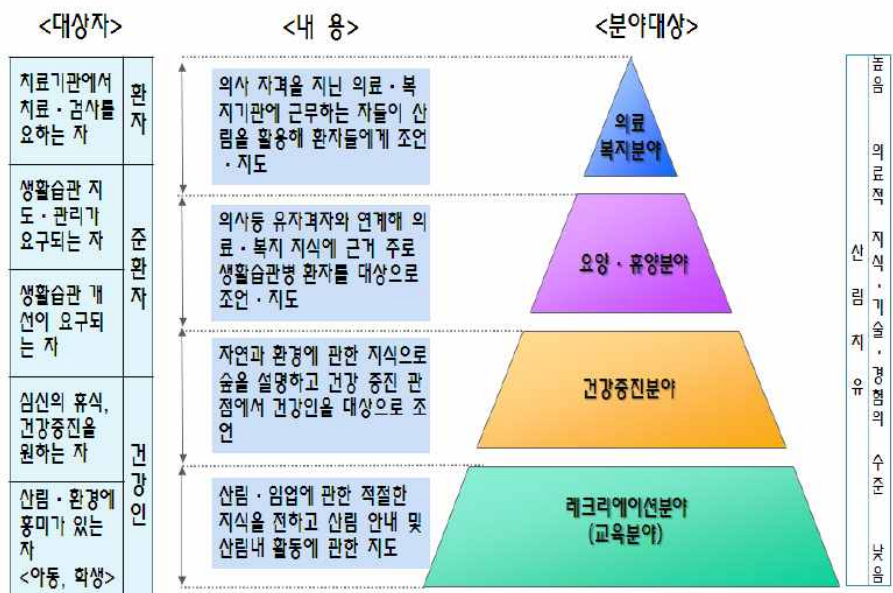 <대상자>
<내 용>
<분야대상>
치료기관에서
치료·검사를
요하는 자
환자
생활습관 지
도·관리가
요구되는 자
생활습관 개
선이 요구되
는 자
준환자
심신의 휴식,
건강증진을
원하는 자
산림·환경에
흥미가 있는
자
<아동, 학생>
건강인
의사 자격을 지닌 의료·복
지기관에 근무하는 자들이 산
림을 활용해 환자들에게 조언
·지도
의사등 유자격자와 연계해 의
료·복지 지식에 근거 주로
생활습관병 환자를 대상으로
조언·지도
자연과 환경에 관한 지식으로
숲을 설명하고 건강 증진 관
점에서 건강인을 대상으로 조
언
산림·임업에 관한 적절한
지식을 전하고 산림 안내 및
산림내 활동에 관한 지도
의료
복지분야
요양·휴양분야
건강증진분야
레크리에이션분야
(교육분야)
산림치유
높음 의료적 지식·기술·경험의 수준 낮음